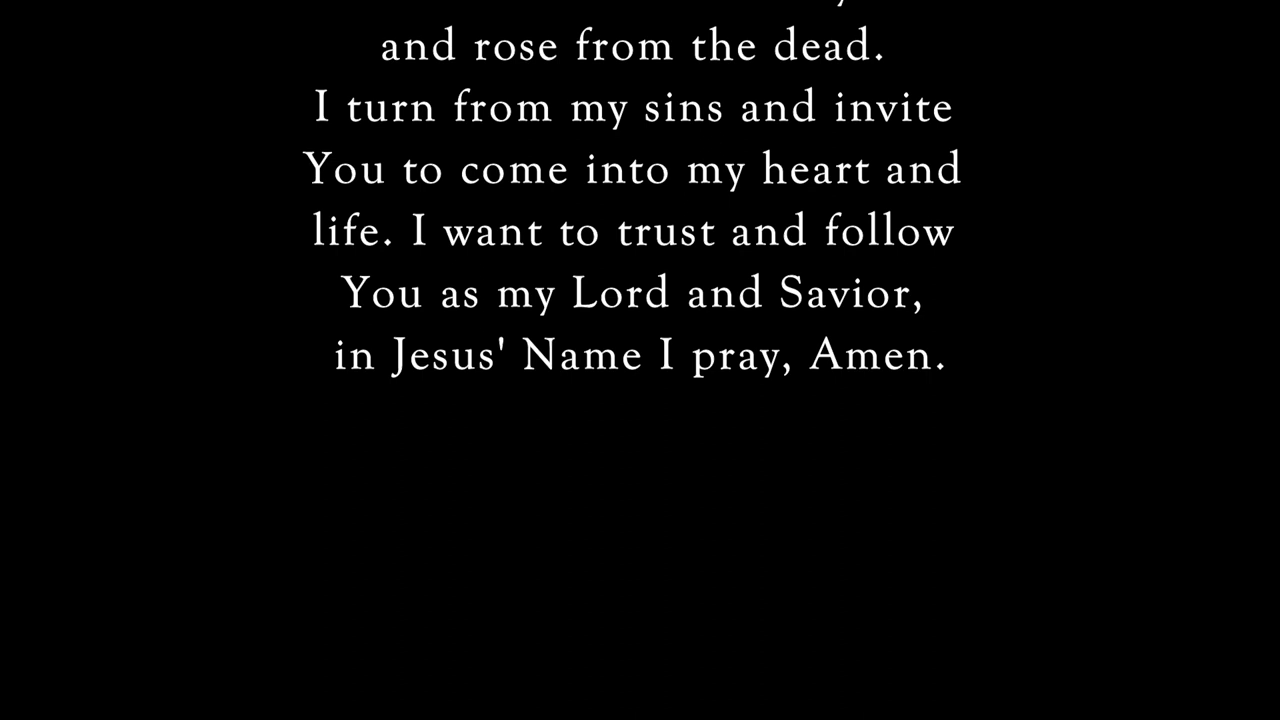 and rose from the dead.
I turn from my sins and invite
You to come into my heart and
life. I want to trust and follow
You as my Lord and Savior,
in Jesus' Name I pray, Amen.